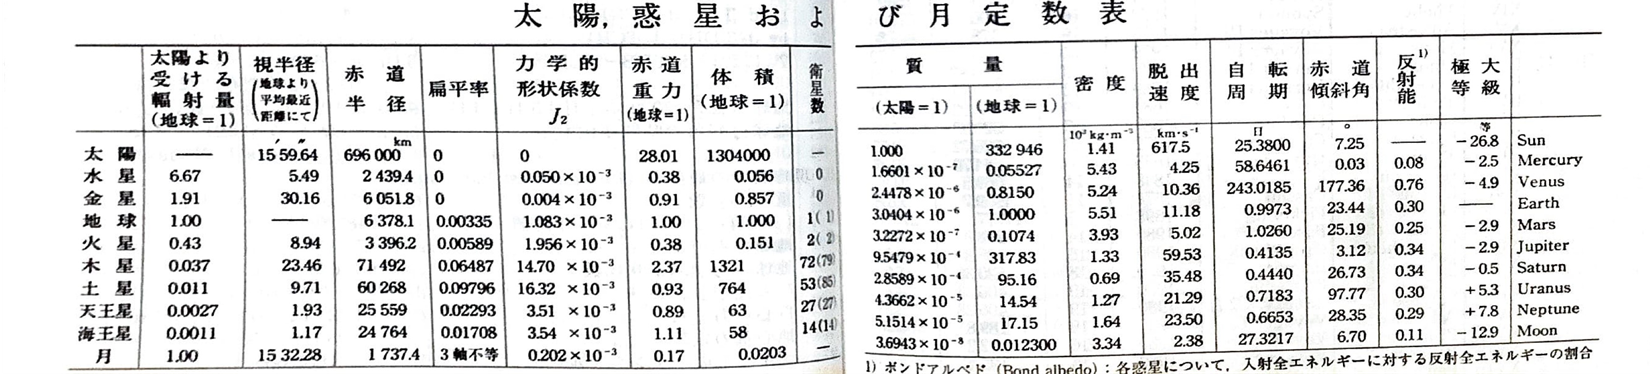 太陽,惑星および月定数表
太陽より受ける輻射量(地球=1) 視半径(地球より平均最近距離にて) 赤道半径 扁平率 力学的形状係数J₂ 赤道重力(地球=1) 体積(地球=1) 衛星数 質量(太陽=1) (地球=1) 密度 脱出速度 自転周期 赤道傾斜角 反射能1) 極大等級
′ ″ km 10³kg·m⁻³ km·s⁻¹ 日 ° 等
太陽 —— 15 59.64 696 000 0 0 28.01 1304000 — 1.000 332 946 1.41 617.5 25.3800 7.25 —— −26.8 Sun
水星 6.67 5.49 2 439.4 0 0.050×10⁻³ 0.38 0.056 0 1.6601×10⁻⁷ 0.05527 5.43 4.25 58.6461 0.03 0.08 −2.5 Mercury
金星 1.91 30.16 6 051.8 0 0.004×10⁻³ 0.91 0.857 0 2.4478×10⁻⁶ 0.8150 5.24 10.36 243.0185 177.36 0.76 −4.9 Venus
地球 1.00 —— 6 378.1 0.00335 1.083×10⁻³ 1.00 1.000 1(1) 3.0404×10⁻⁶ 1.0000 5.51 11.18 0.9973 23.44 0.30 —— Earth
火星 0.43 8.94 3 396.2 0.00589 1.956×10⁻³ 0.38 0.151 2(2) 3.2272×10⁻⁷ 0.1074 3.93 5.02 1.0260 25.19 0.25 −2.9 Mars
木星 0.037 23.46 71 492 0.06487 14.70×10⁻³ 2.37 1321 72(79) 9.5479×10⁻⁴ 317.83 1.33 59.53 0.4135 3.12 0.34 −2.9 Jupiter
土星 0.011 9.71 60 268 0.09796 16.32×10⁻³ 0.93 764 53(85) 2.8589×10⁻⁴ 95.16 0.69 35.48 0.4440 26.73 0.34 −0.5 Saturn
天王星 0.0027 1.93 25 559 0.02293 3.51×10⁻³ 0.89 63 27(27) 4.3662×10⁻⁵ 14.54 1.27 21.29 0.7183 97.77 0.30 +5.3 Uranus
海王星 0.0011 1.17 24 764 0.01708 3.54×10⁻³ 1.11 58 14(14) 5.1514×10⁻⁵ 17.15 1.64 23.50 0.6653 28.35 0.29 +7.8 Neptune
月 1.00 15 32.28 1 737.4 3軸不等 0.202×10⁻³ 0.17 0.0203 — 3.6943×10⁻⁸ 0.012300 3.34 2.38 27.3217 6.70 0.11 −12.9 Moon
1) ボンドアルベド (Bond albedo):各惑星について,入射全エネルギーに対する反射全エネルギーの割合